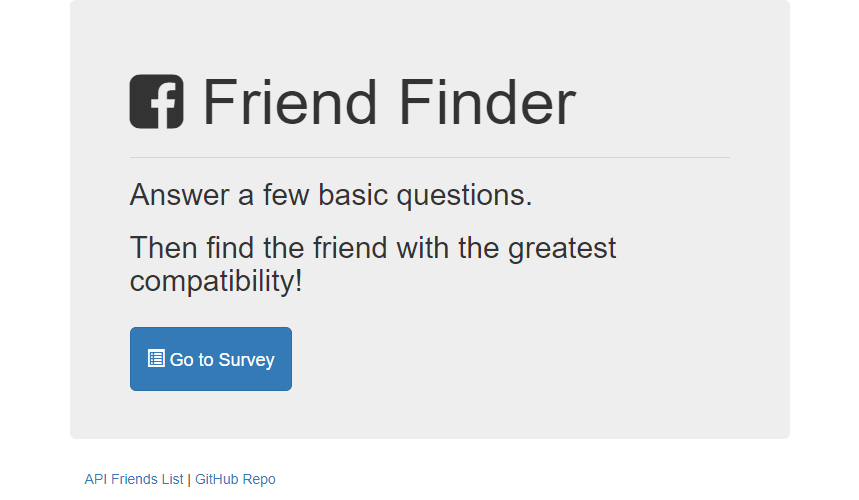 Friend Finder
Answer a few basic questions.
Then find the friend with the greatest
compatibility!
Go to Survey
API Friends List | GitHub Repo